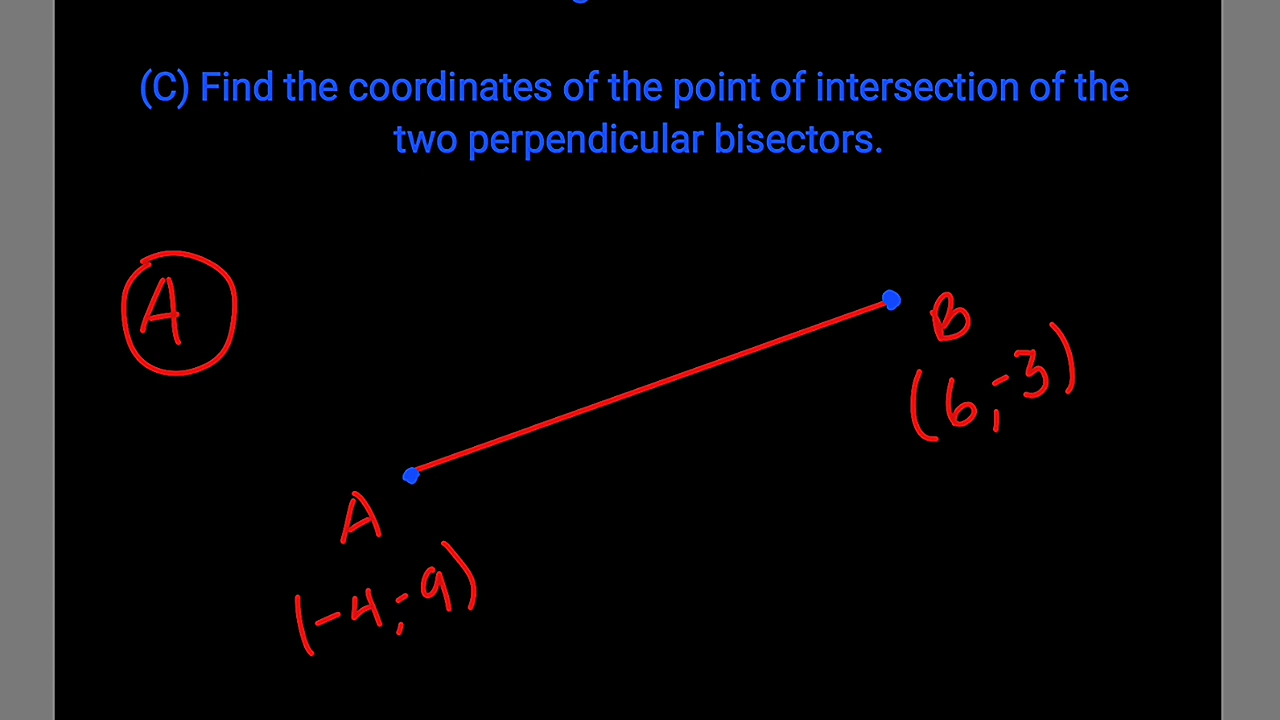 (C) Find the coordinates of the point of intersection of the
two perpendicular bisectors.
A
B
(6,-3)
A
(-4,-9)